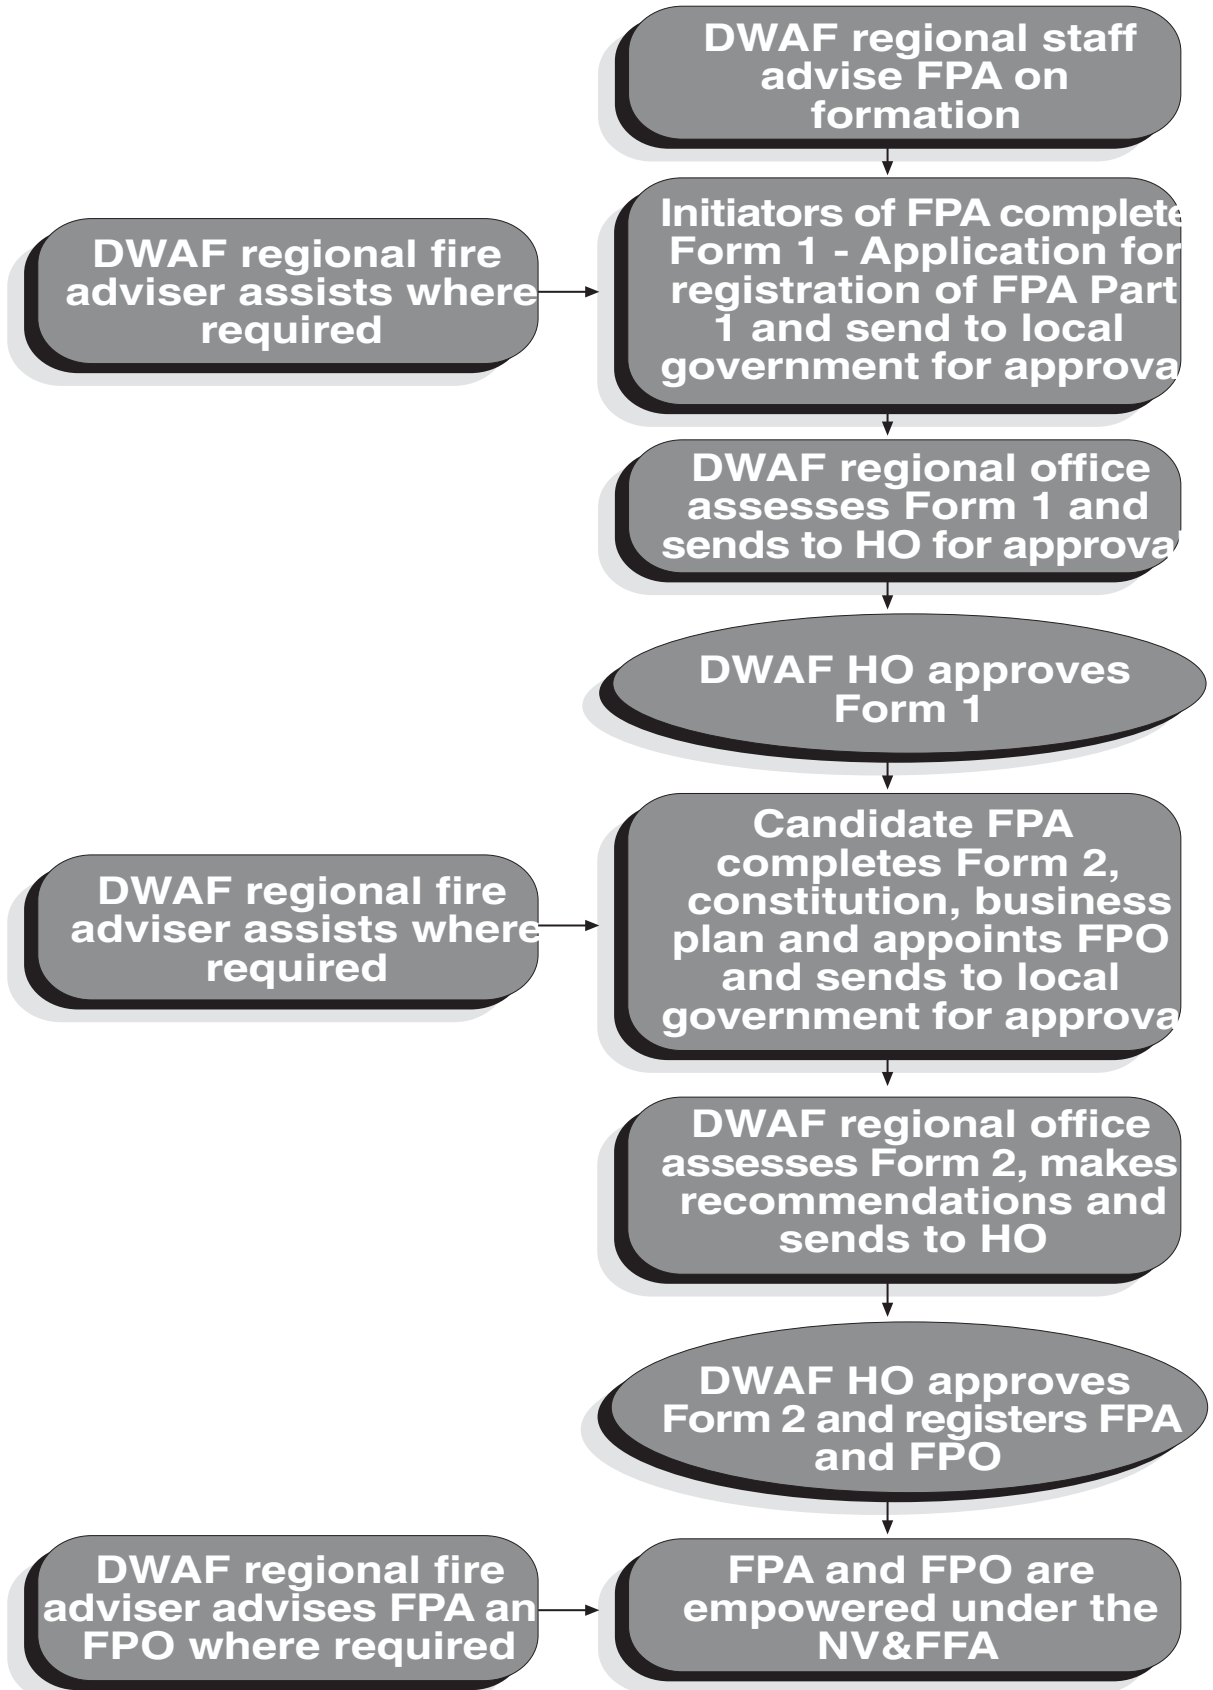 DWAF regional staff
advise FPA on
formation
DWAF regional fire
adviser assists where
required
Initiators of FPA complete
Form 1 - Application for
registration of FPA Part
1 and send to local
government for approva
DWAF regional office
assesses Form 1 and
sends to HO for approval
DWAF HO approves
Form 1
DWAF regional fire
adviser assists where
required
Candidate FPA
completes Form 2,
constitution, business
plan and appoints FPO
and sends to local
government for approva
DWAF regional office
assesses Form 2, makes
recommendations and
sends to HO
DWAF HO approves
Form 2 and registers FPA
and FPO
DWAF regional fire
adviser advises FPA an
FPO where required
FPA and FPO are
empowered under the
NV&FFA